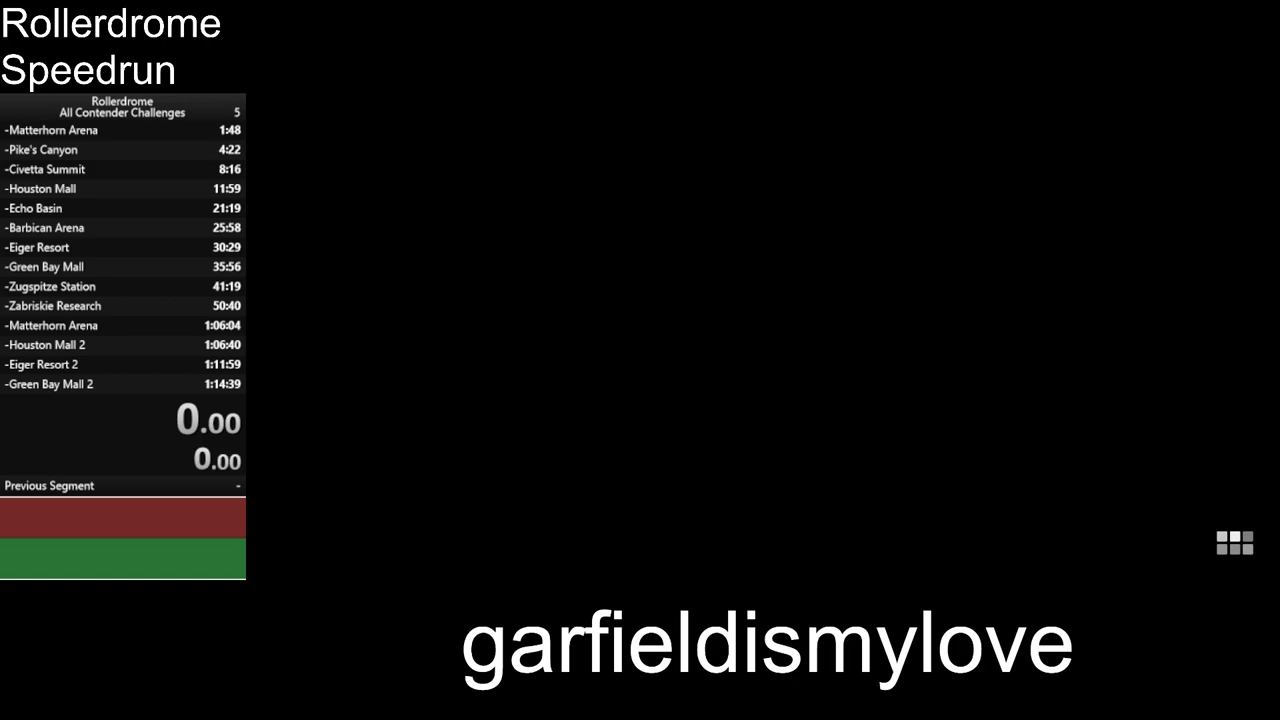 Rollerdrome
Speedrun
Rollerdrome
All Contender Challenges 5
-Matterhorn Arena 1:48
-Pike's Canyon 4:22
-Civetta Summit 8:16
-Houston Mall 11:59
-Echo Basin 21:19
-Barbican Arena 25:58
-Eiger Resort 30:29
-Green Bay Mall 35:56
-Zugspitze Station 41:19
-Zabriskie Research 50:40
-Matterhorn Arena 1:06:04
-Houston Mall 2 1:06:40
-Eiger Resort 2 1:11:59
-Green Bay Mall 2 1:14:39
0.00
0.00
Previous Segment -
garfieldismylove